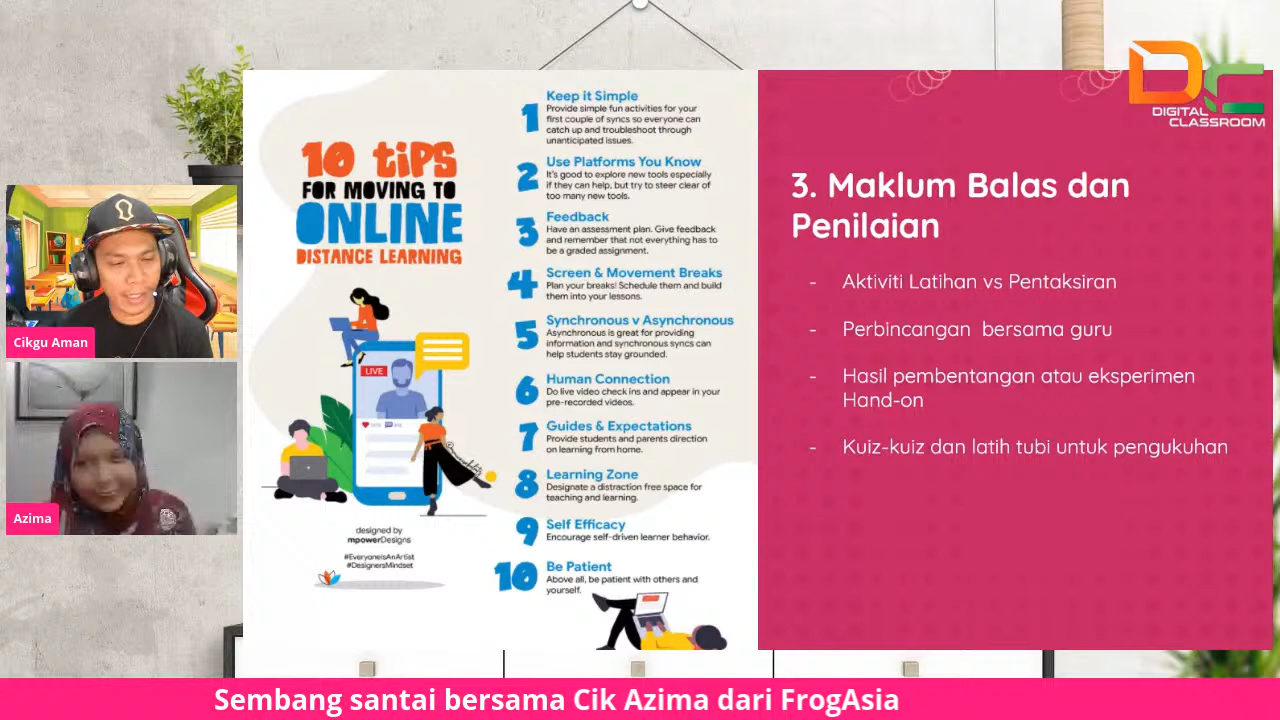 DIGITAL
CLASSROOM
Cikgu Aman
Azima
10 tips
FOR MOVING TO
ONLINE
DISTANCE LEARNING
LIVE
designed by
mpowerDesigns
#EveryoneIsAnArtist
#DesignersMindset
1 Keep it Simple
Provide simple fun activities for your
first couple of syncs so everyone can
catch up and troubleshoot through
unanticipated issues.
2 Use Platforms You Know
It's good to explore new tools especially
if they can help, but try to steer clear of
too many new tools.
3 Feedback
Have an assessment plan. Give feedback
and remember that not everything has to
be a graded assignment.
4 Screen & Movement Breaks
Plan your breaks! Schedule them and build
them into your lessons.
5 Synchronous v Asynchronous
Asynchronous is great for providing
information and synchronous syncs can
help students stay grounded.
6 Human Connection
Do live video check ins and appear in your
pre-recorded videos.
7 Guides & Expectations
Provide students and parents direction
on learning from home.
8 Learning Zone
Designate a distraction free space for
teaching and learning.
9 Self Efficacy
Encourage self-driven learner behavior.
10 Be Patient
Above all, be patient with others and
yourself.
3. Maklum Balas dan
Penilaian
- Aktiviti Latihan vs Pentaksiran
- Perbincangan bersama guru
- Hasil pembentangan atau eksperimen
Hand-on
- Kuiz-kuiz dan latih tubi untuk pengukuhan
Sembang santai bersama Cik Azima dari FrogAsia